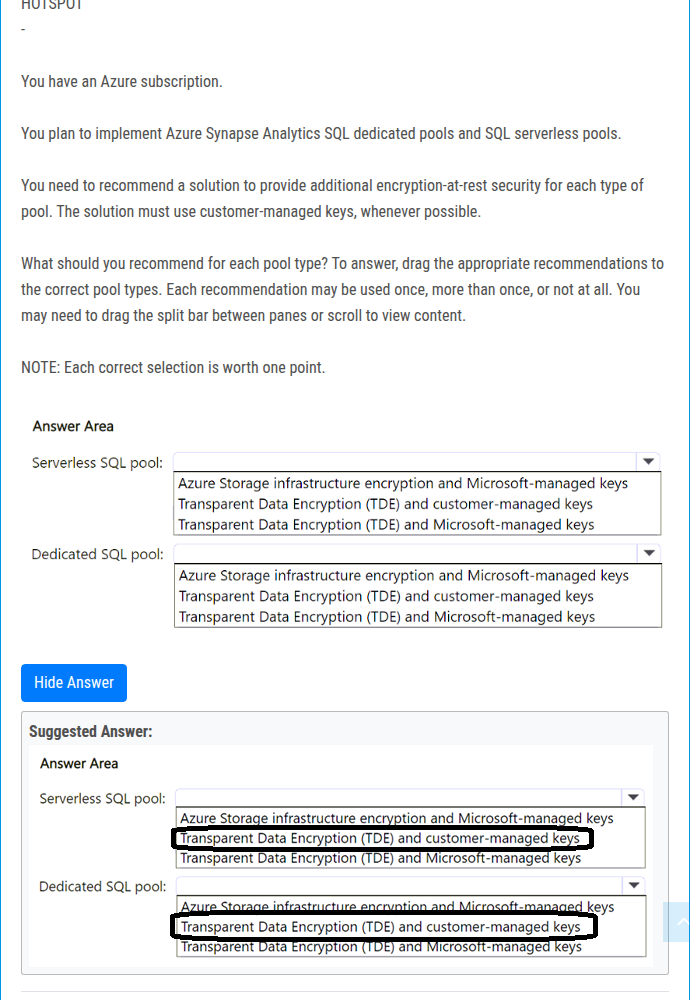 HOTSPOT
-
You have an Azure subscription.
You plan to implement Azure Synapse Analytics SQL dedicated pools and SQL serverless pools.
You need to recommend a solution to provide additional encryption-at-rest security for each type of
pool. The solution must use customer-managed keys, whenever possible.
What should you recommend for each pool type? To answer, drag the appropriate recommendations to
the correct pool types. Each recommendation may be used once, more than once, or not at all. You
may need to drag the split bar between panes or scroll to view content.
NOTE: Each correct selection is worth one point.
Answer Area
Serverless SQL pool:
Azure Storage infrastructure encryption and Microsoft-managed keys
Transparent Data Encryption (TDE) and customer-managed keys
Transparent Data Encryption (TDE) and Microsoft-managed keys
Dedicated SQL pool:
Azure Storage infrastructure encryption and Microsoft-managed keys
Transparent Data Encryption (TDE) and customer-managed keys
Transparent Data Encryption (TDE) and Microsoft-managed keys
Hide Answer
Suggested Answer:
Answer Area
Serverless SQL pool:
Azure Storage infrastructure encryption and Microsoft-managed keys
Transparent Data Encryption (TDE) and customer-managed keys
Transparent Data Encryption (TDE) and Microsoft-managed keys
Dedicated SQL pool:
Azure Storage infrastructure encryption and Microsoft-managed keys
Transparent Data Encryption (TDE) and customer-managed keys
Transparent Data Encryption (TDE) and Microsoft-managed keys